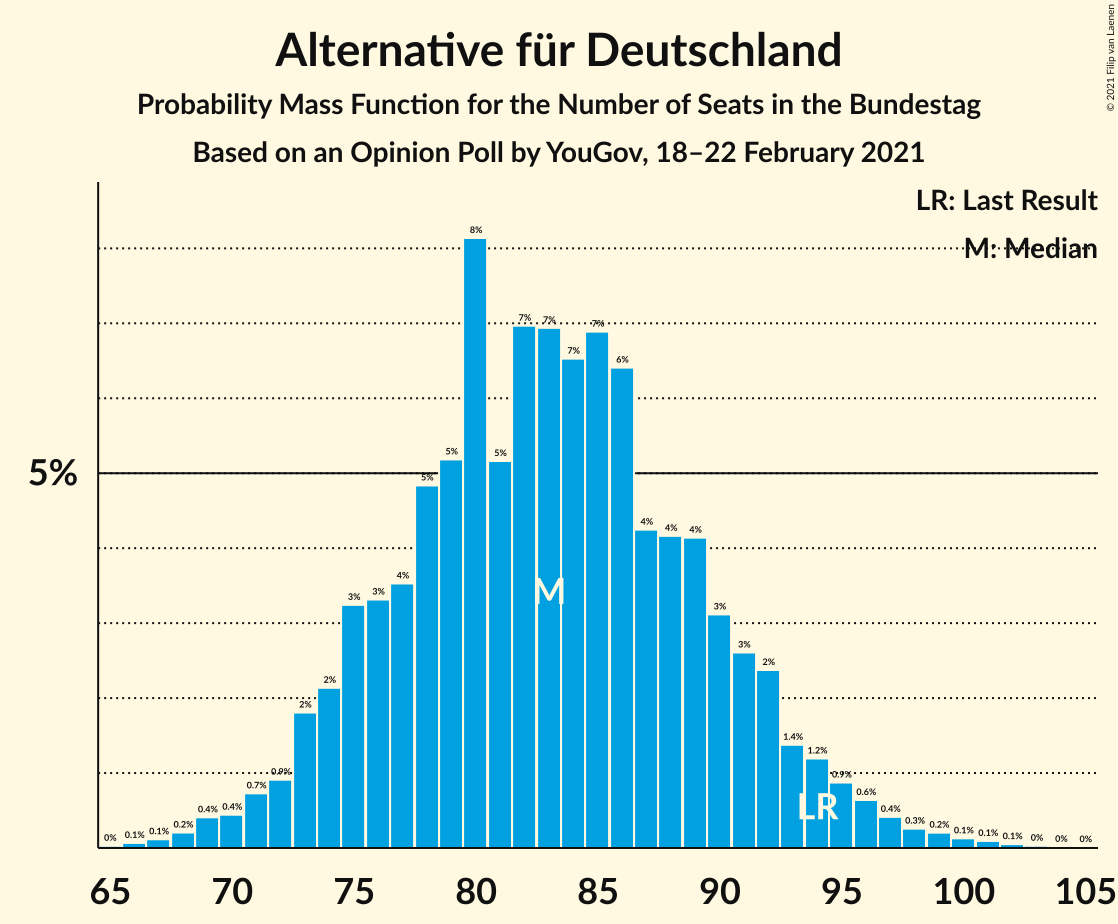 Alternative für Deutschland
Probability Mass Function for the Number of Seats in the Bundestag
Based on an Opinion Poll by YouGov, 18–22 February 2021
© 2021 Filip van Laenen
LR: Last Result
M: Median
5%
0% 0.1% 0.1% 0.2% 0.4% 0.4% 0.7% 0.9% 2% 2% 3% 3% 4% 5% 5% 8% 5% 7% 7% 7% 7% 6% 4% 4% 4% 3% 3% 2% 1.4% 1.2% 0.9% 0.6% 0.4% 0.3% 0.2% 0.1% 0.1% 0.1% 0% 0% 0%
M
LR
65 70 75 80 85 90 95 100 105